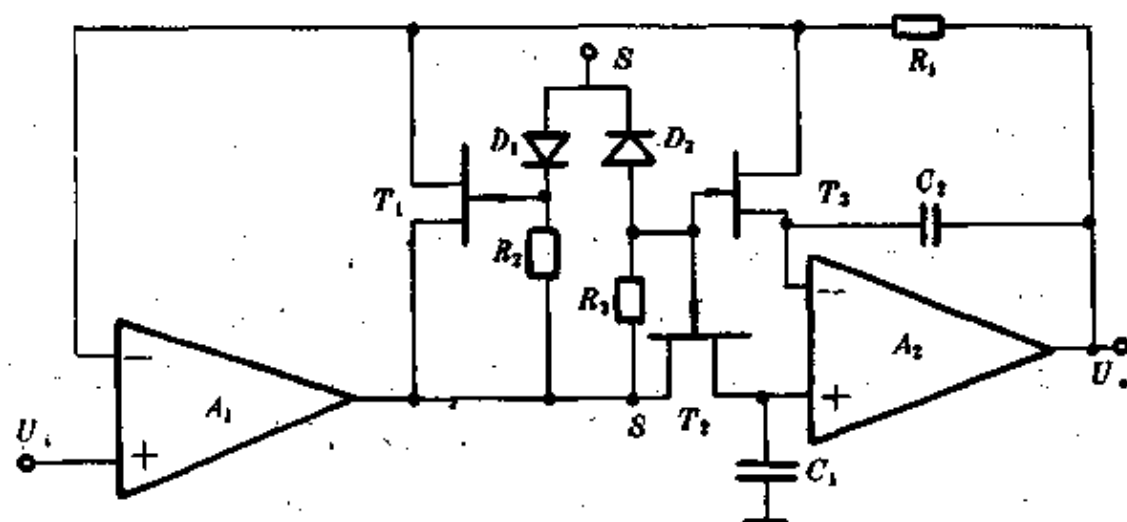 S
R₁
D₁
D₂
T₁
T₃
C₂
R₂
R₃
−
A₂
−
A₁
U₀
S
T₂
+
Uᵢ
+
C₁